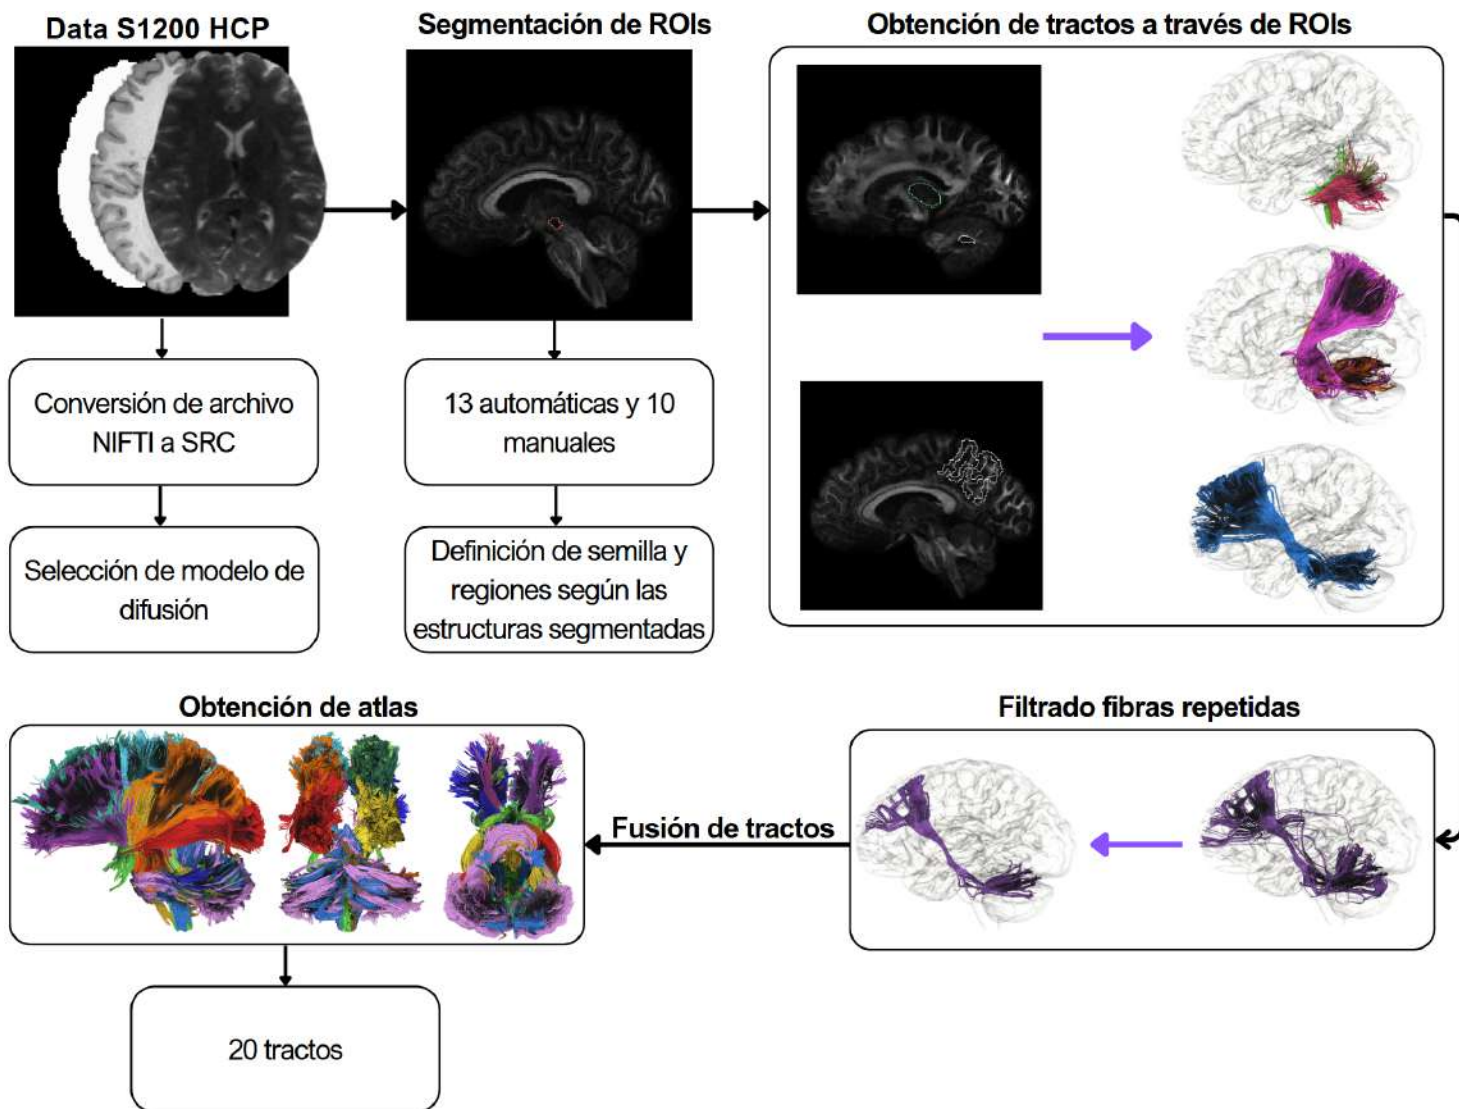 Data S1200 HCP
Segmentación de ROIs
Obtención de tractos a través de ROIs
Conversión de archivo
NIFTI a SRC
13 automáticas y 10
manuales
Selección de modelo de
difusión
Definición de semilla y
regiones según las
estructuras segmentadas
Obtención de atlas
Filtrado fibras repetidas
Fusión de tractos
20 tractos